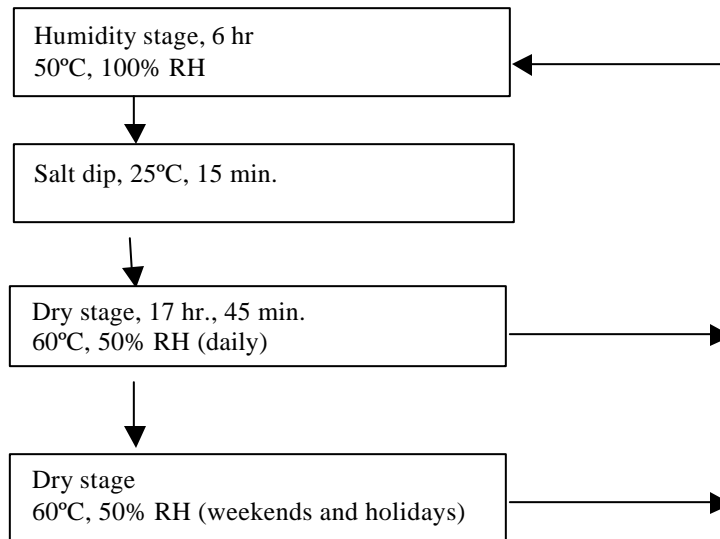 Humidity stage, 6 hr
50ºC, 100% RH
Salt dip, 25ºC, 15 min.
Dry stage, 17 hr., 45 min.
60ºC, 50% RH (daily)
Dry stage
60ºC, 50% RH (weekends and holidays)